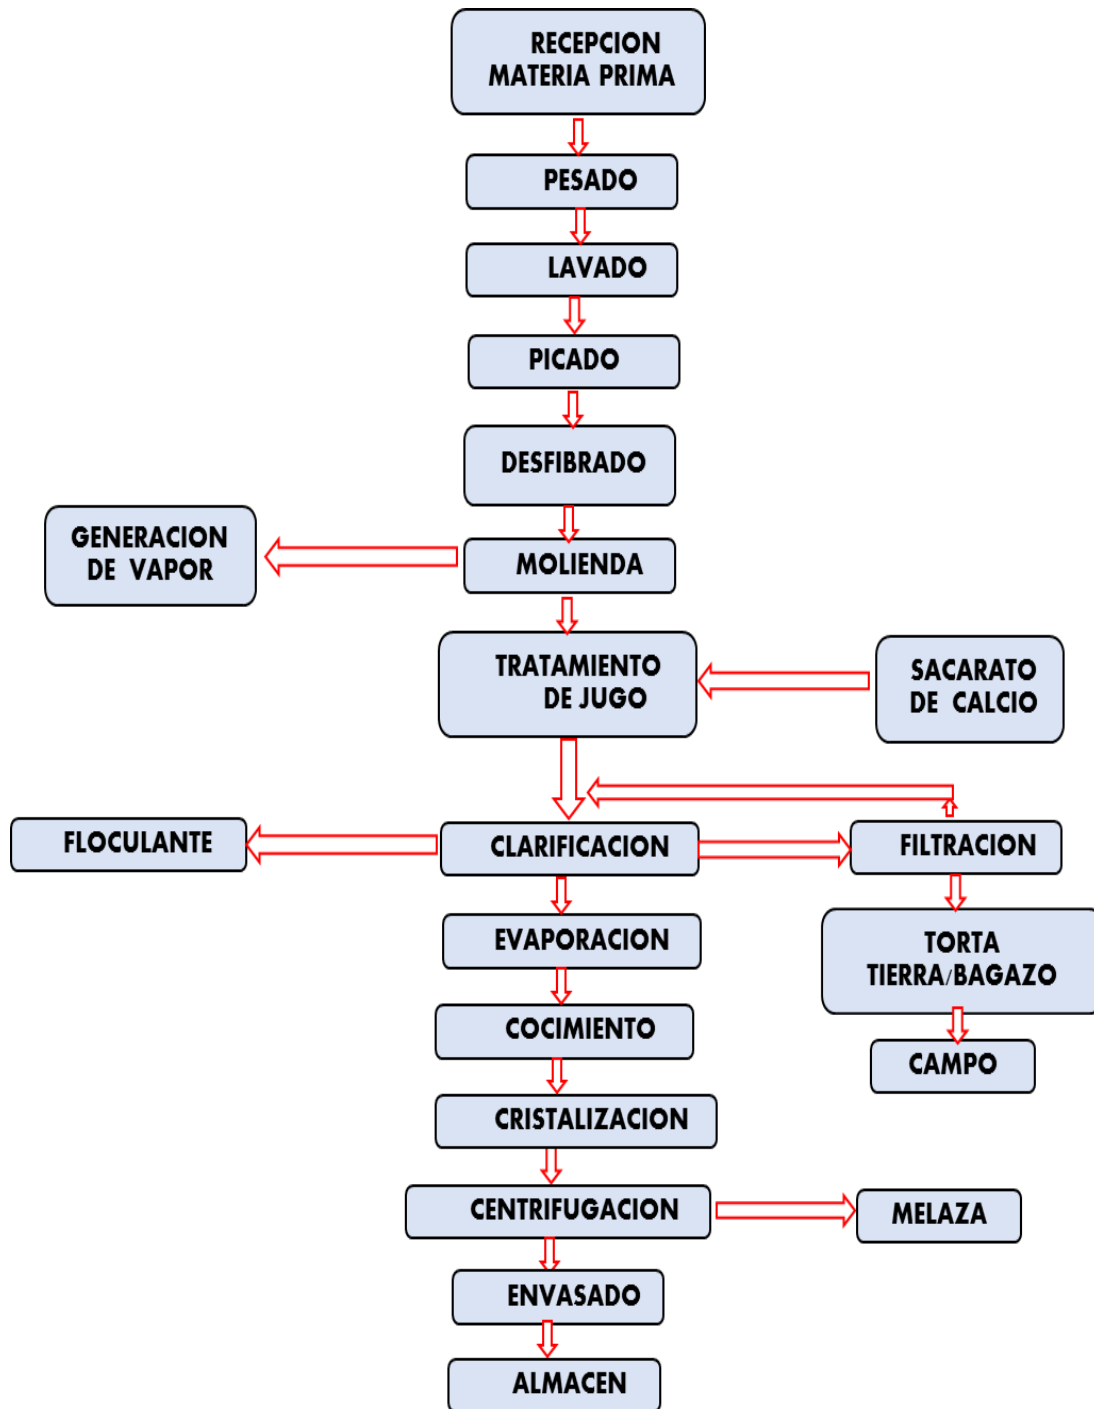 RECEPCION
MATERIA PRIMA
PESADO
LAVADO
PICADO
DESFIBRADO
GENERACION
DE VAPOR
MOLIENDA
TRATAMIENTO
DE JUGO
SACARATO
DE CALCIO
FLOCULANTE
CLARIFICACION
FILTRACION
EVAPORACION
TORTA
TIERRA/BAGAZO
COCIMIENTO
CAMPO
CRISTALIZACION
CENTRIFUGACION
MELAZA
ENVASADO
ALMACEN